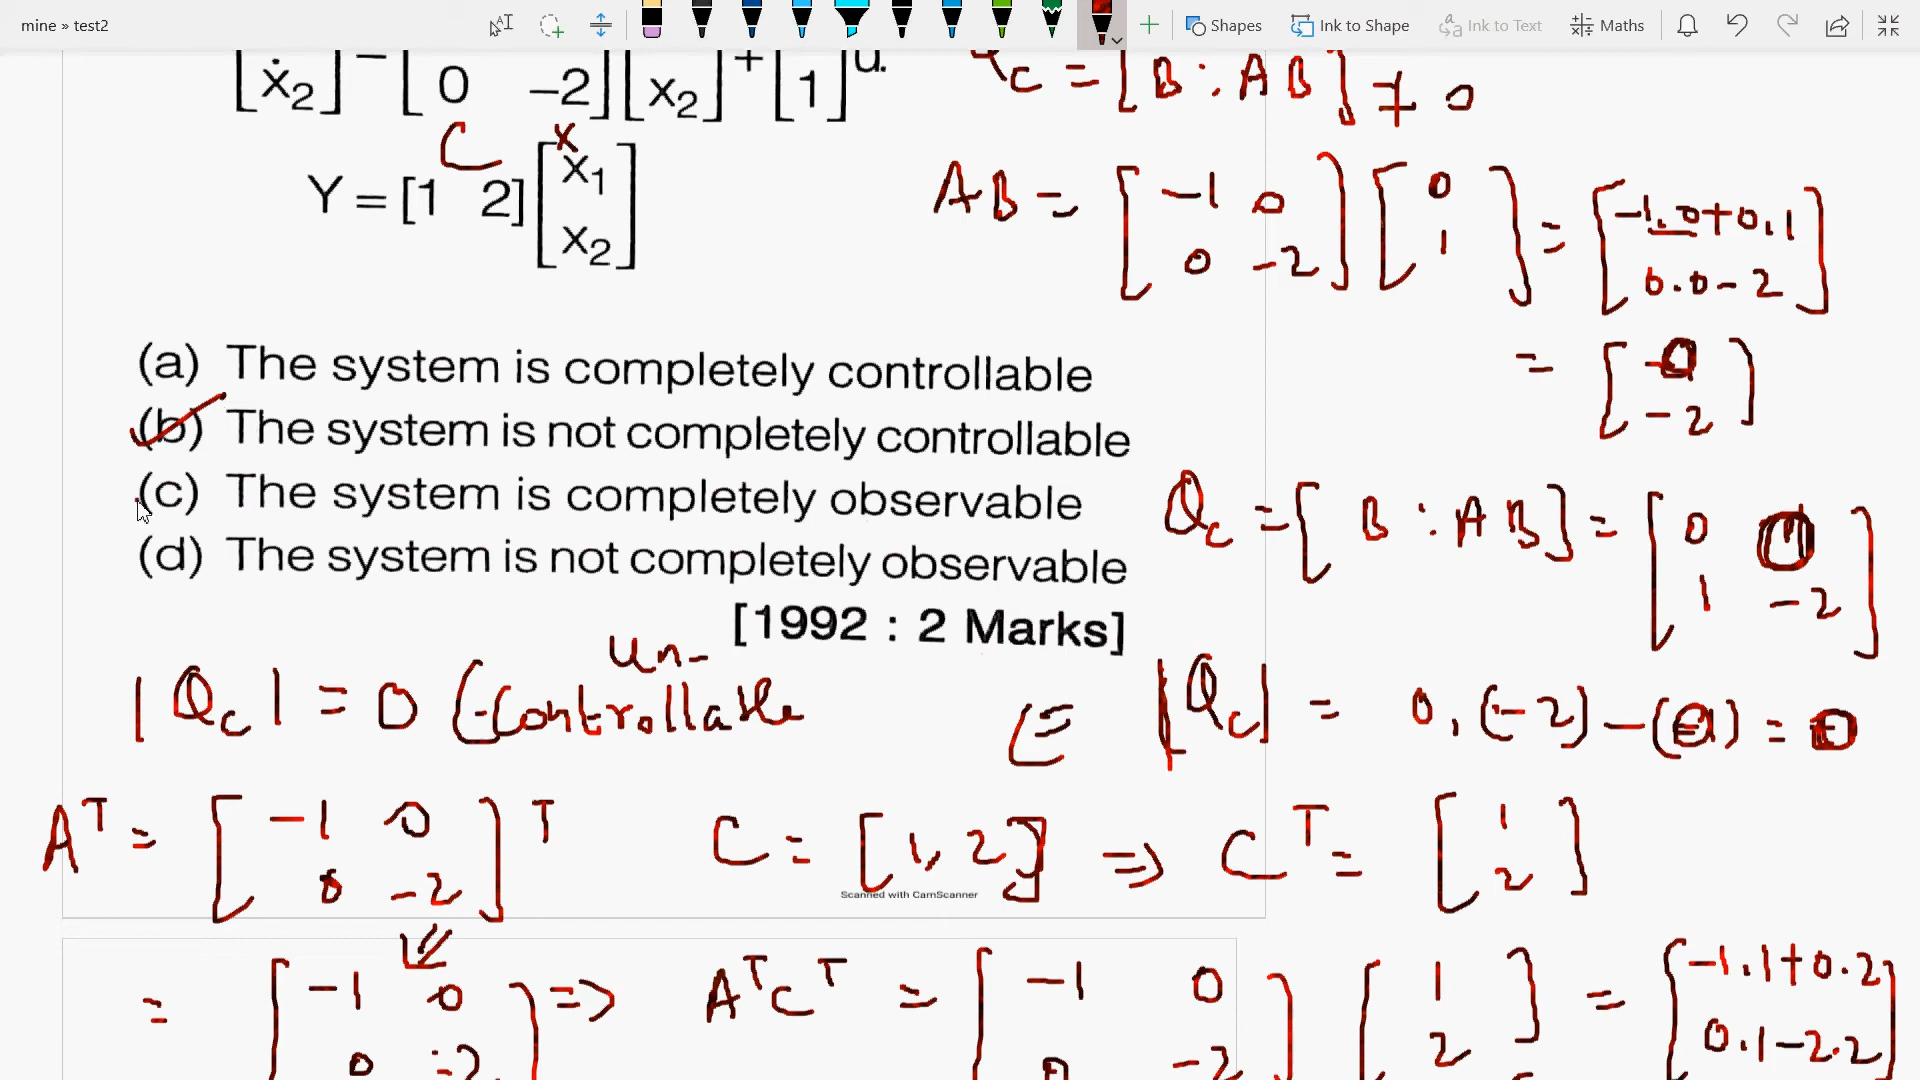 mine » test2
Shapes Ink to Shape Ink to Text Maths
[ẋ2] = [0 -2] [x2] + [1] u.
Qc = [B : AB] ≠ 0
C x
Y = [1 2] [x1
x2]
AB = [-1 0
0 -2] [0
1] = [-1.0+0.1
0.0-2]
= [-0
-2]
(a) The system is completely controllable
(b) The system is not completely controllable
(c) The system is completely observable
(d) The system is not completely observable
[1992 : 2 Marks]
Qc = [B : AB] = [0 0
1 -2]
un-
|Qc| = 0 (controllable
|Qc| = 0.(-2)-(0) = 0
A^T = [-1 0
0 -2]^T
C = [1, 2] => C^T = [1
2]
Scanned with CamScanner
= [-1 0
0 -2] => A^T C^T = [-1 0
0 -2] [1
2] = [-1.1+0.2
0.1-2.2]